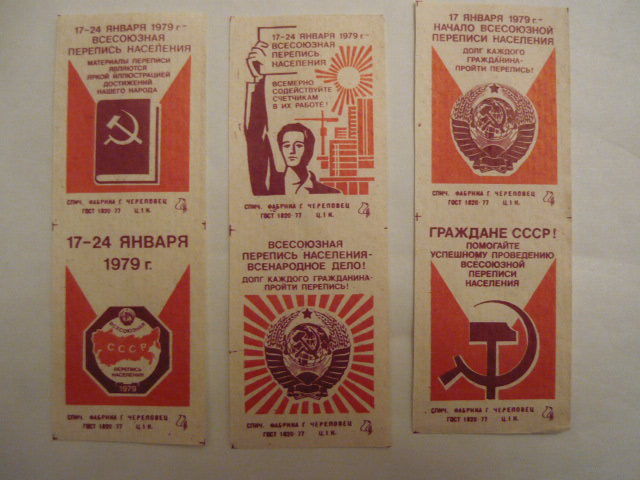 17-24 ЯНВАРЯ 1979 г.-
ВСЕСОЮЗНАЯ
ПЕРЕПИСЬ НАСЕЛЕНИЯ
МАТЕРИАЛЫ ПЕРЕПИСИ
ЯВЛЯЮТСЯ
ЯРКОЙ ИЛЛЮСТРАЦИЕЙ
ДОСТИЖЕНИЙ
НАШЕГО НАРОДА
СПИЧ. ФАБРИКА Г. ЧЕРЕПОВЕЦ
ГОСТ 1820-77 Ц.1 К.
17-24 ЯНВАРЯ
1979 г.
ВСЕСОЮЗНАЯ
СССР
ПЕРЕПИСЬ
НАСЕЛЕНИЯ
1979
СПИЧ. ФАБРИКА Г. ЧЕРЕПОВЕЦ
ГОСТ 1820-77 Ц.1 К.
17-24 ЯНВАРЯ 1979 г.-
ВСЕСОЮЗНАЯ
ПЕРЕПИСЬ
НАСЕЛЕНИЯ
ВСЕМЕРНО
СОДЕЙСТВУЙТЕ
СЧЕТЧИКАМ
В ИХ РАБОТЕ!
СПИЧ. ФАБРИКА Г. ЧЕРЕПОВЕЦ
ГОСТ 1820-77 Ц.1 К.
ВСЕСОЮЗНАЯ
ПЕРЕПИСЬ НАСЕЛЕНИЯ-
ВСЕНАРОДНОЕ ДЕЛО!
ДОЛГ КАЖДОГО ГРАЖДАНИНА-
ПРОЙТИ ПЕРЕПИСЬ!
СПИЧ. ФАБРИКА Г. ЧЕРЕПОВЕЦ
ГОСТ 1820-77 Ц.1 К.
17 ЯНВАРЯ 1979 г.-
НАЧАЛО ВСЕСОЮЗНОЙ
ПЕРЕПИСИ НАСЕЛЕНИЯ
ДОЛГ КАЖДОГО
ГРАЖДАНИНА-
ПРОЙТИ ПЕРЕПИСЬ!
СПИЧ. ФАБРИКА Г. ЧЕРЕПОВЕЦ
ГОСТ 1820-77 Ц.1 К.
ГРАЖДАНЕ СССР!
ПОМОГАЙТЕ
УСПЕШНОМУ ПРОВЕДЕНИЮ
ВСЕСОЮЗНОЙ
ПЕРЕПИСИ
НАСЕЛЕНИЯ
СПИЧ. ФАБРИКА Г. ЧЕРЕПОВЕЦ
ГОСТ 1820-77 Ц.1 К.